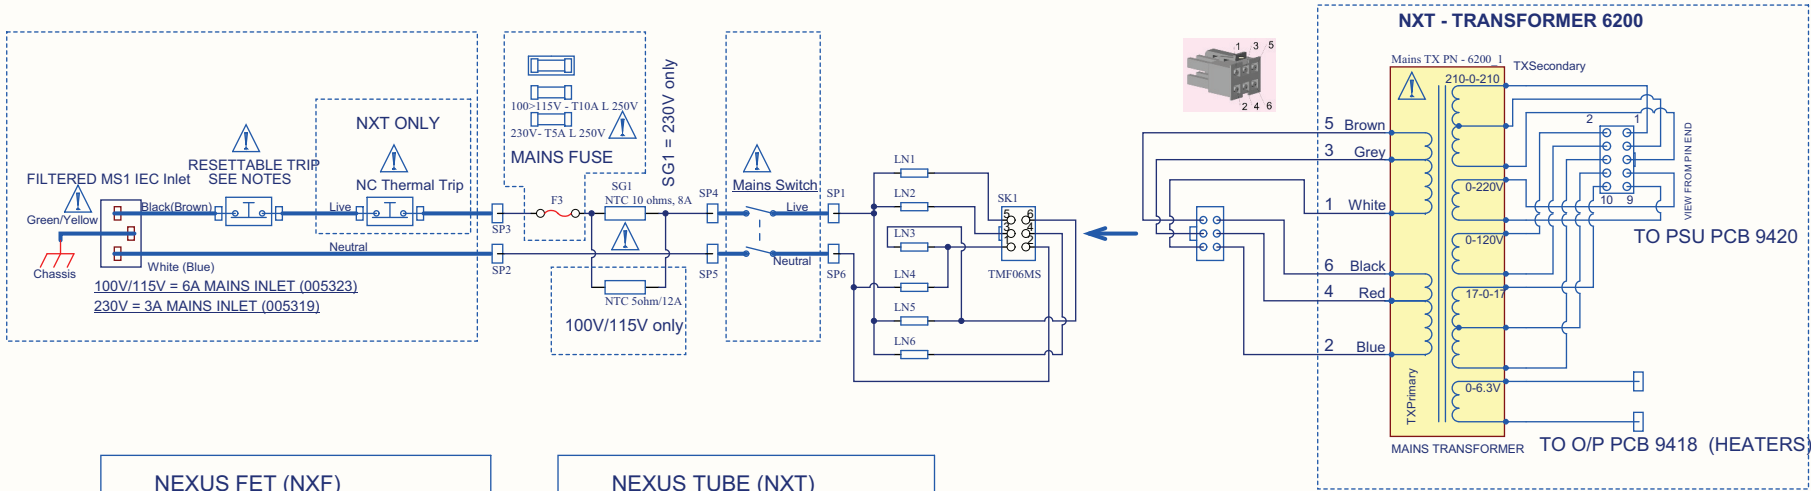 NXT - TRANSFORMER 6200
1 3 5
2 4 6
Mains TX PN - 6200_1
TXSecondary
210-0-210
0-220V
0-120V
17-0-17
0-6.3V
TXPrimary
MAINS TRANSFORMER
2 1
10 9
VIEW FROM PIN END
TO PSU PCB 9420
TO O/P PCB 9418 (HEATERS)
5 Brown
3 Grey
1 White
6 Black
4 Red
2 Blue
NXT ONLY
NC Thermal Trip
RESETTABLE TRIP
SEE NOTES
FILTERED MS1 IEC Inlet
Green/Yellow
Black(Brown)
Live
Neutral
Chassis
White (Blue)
100V/115V = 6A MAINS INLET (005323)
230V = 3A MAINS INLET (005319)
SP3
SP2
100>115V - T10A L 250V
230V- T5A L 250V
MAINS FUSE
F3
SG1
NTC 10 ohms, 8A
SG1 = 230V only
NTC 5ohm/12A
100V/115V only
SP4
SP5
Mains Switch
Live
Neutral
SP1
SP6
LN1
LN2
LN3
LN4
LN5
LN6
SK1
5 6
3 4
1 2
TMF06MS
NEXUS FET (NXF)
NEXUS TUBE (NXT)